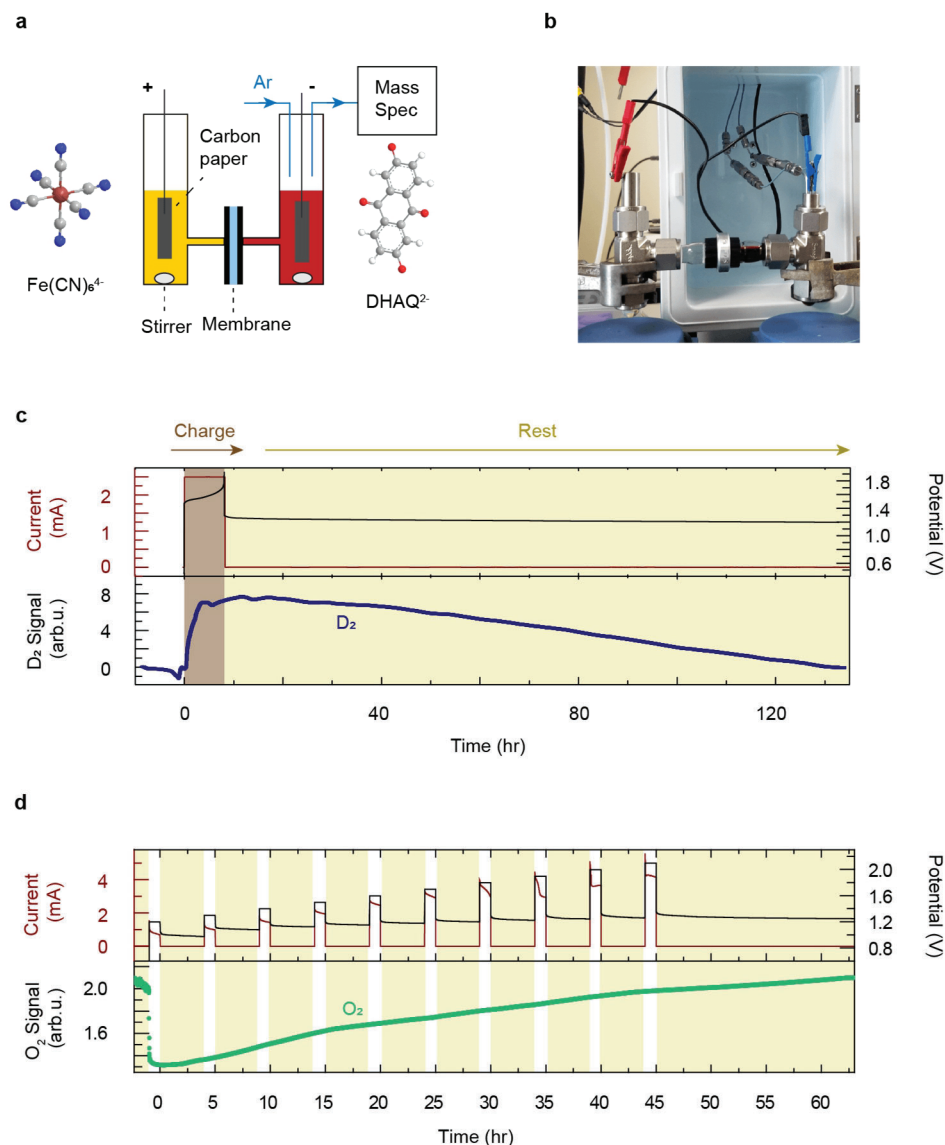 a
b
+
Ar
-
Mass
Spec
Carbon
paper
Fe(CN)₆⁴⁻
DHAQ²⁻
Stirrer
Membrane
c
Charge
Rest
Current
(mA)
2
0
Potential (V)
1.8
1.4
1.0
0.6
D₂ Signal
(arb.u.)
8
4
0
D₂
0 40 80 120
Time (hr)
d
Current
(mA)
4
2
0
Potential (V)
2.0
1.6
1.2
0.8
O₂ Signal
(arb.u.)
2.0
1.6
O₂
0 5 10 15 20 25 30 35 40 45 50 55 60
Time (hr)